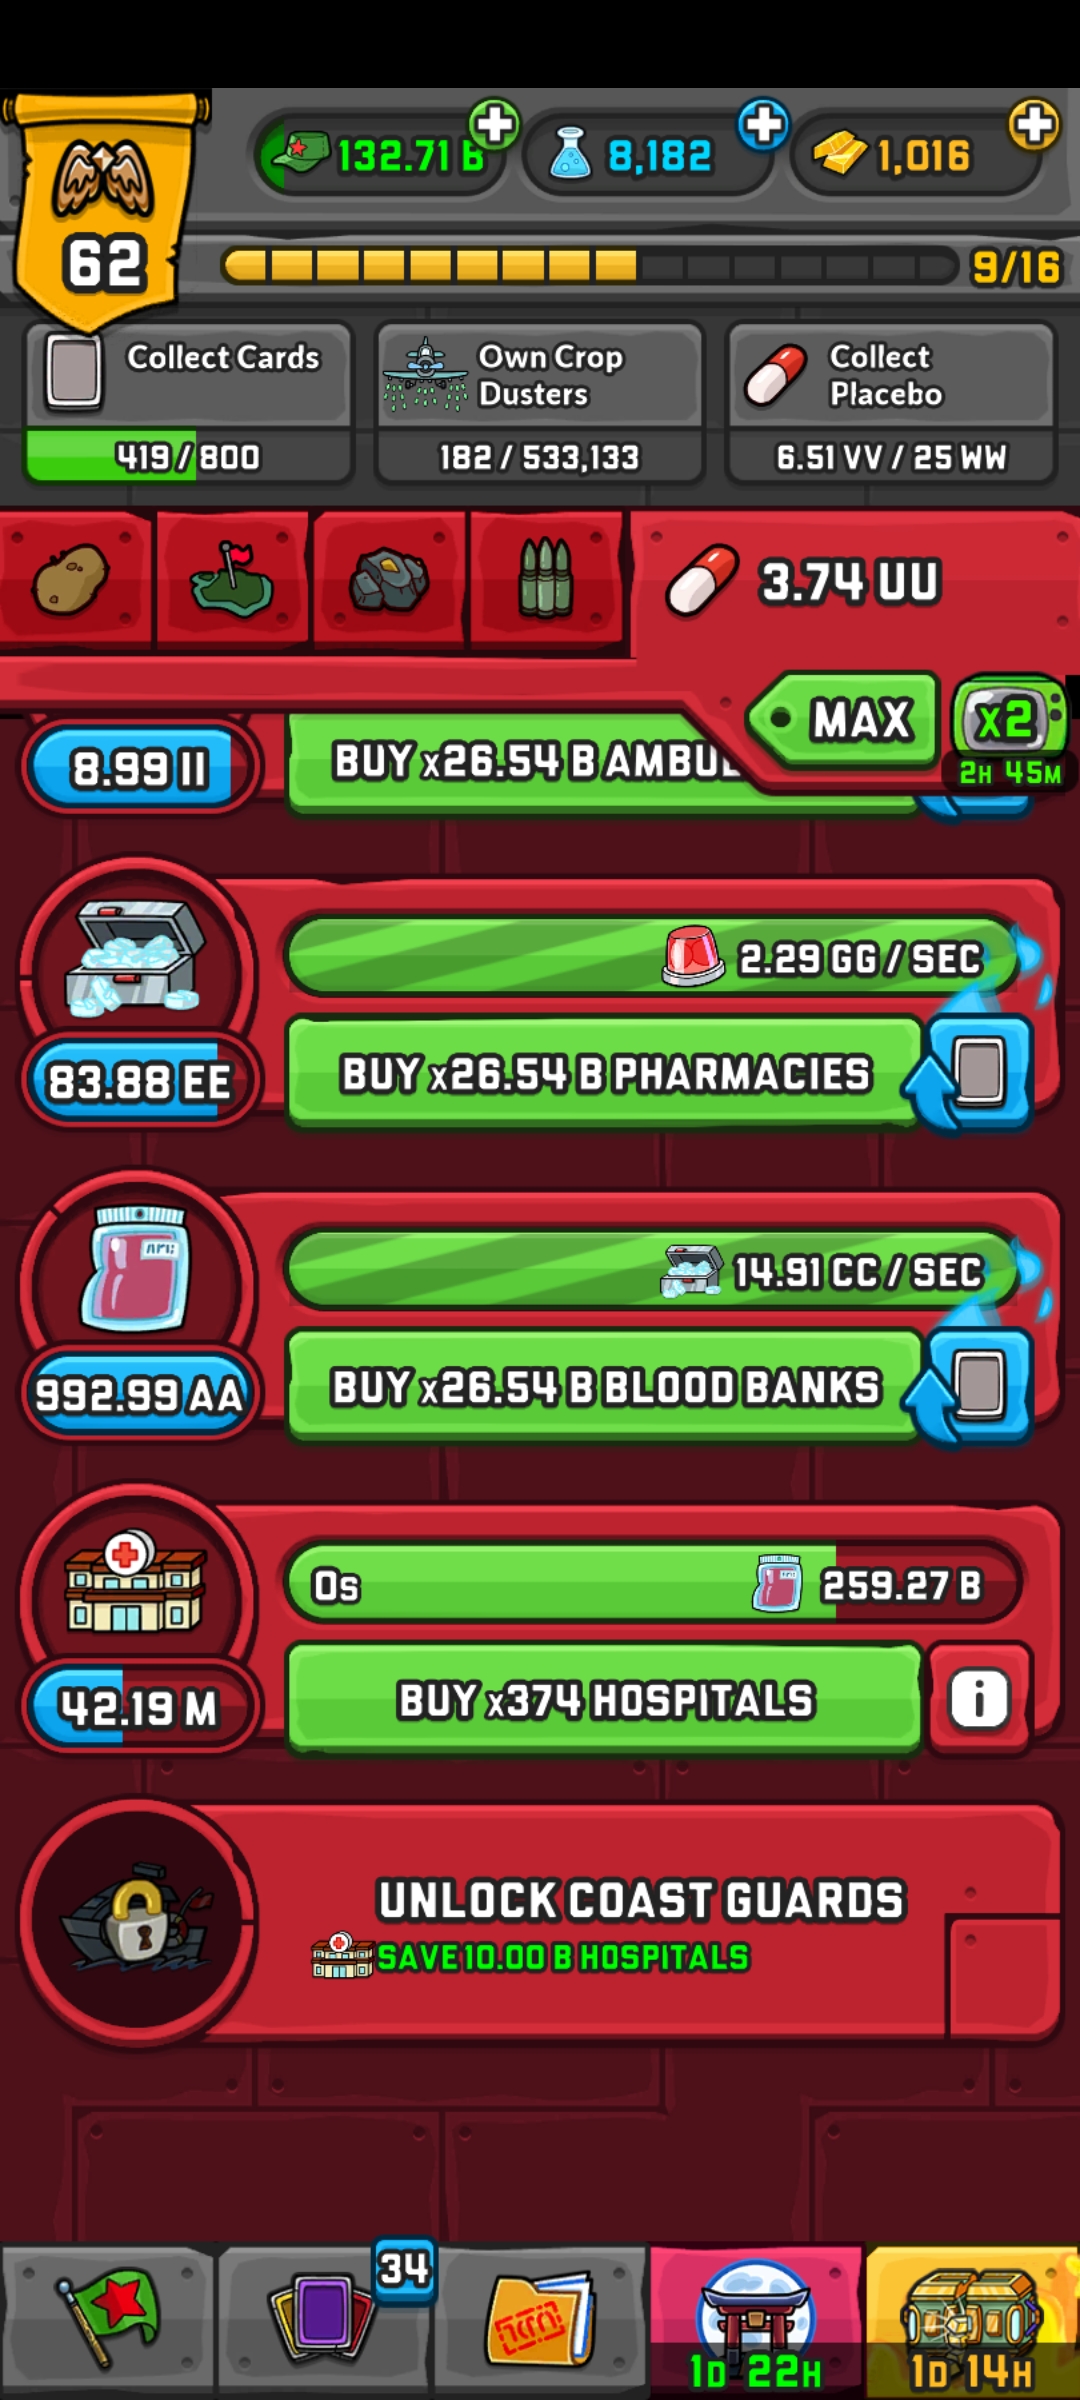 62
132.71 B
8,182
1,016
9/16
Collect Cards
419 / 800
Own Crop
Dusters
182 / 533,133
Collect
Placebo
6.51 VV / 25 WW
3.74 UU
MAX
x2
2H 45M
8.99 II
BUY x26.54 B AMBUL
2.29 GG / SEC
83.88 EE
BUY x26.54 B PHARMACIES
14.91 CC / SEC
992.99 AA
BUY x26.54 B BLOOD BANKS
0s
259.27 B
42.19 M
BUY x374 HOSPITALS
i
UNLOCK COAST GUARDS
SAVE 10.00 B HOSPITALS
34
1D 22H
1D 14H